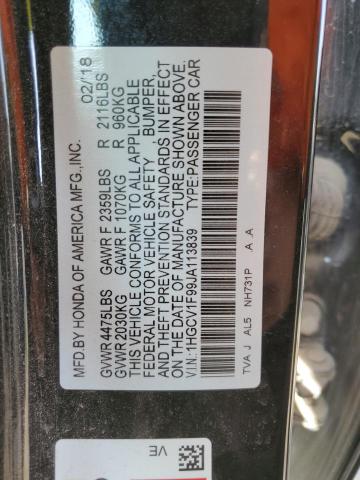 MFD.BY HONDA OF AMERICA MFG.,INC. 02/18
GVWR 4475LBS GAWR F 2359LBS R 2116LBS
GVWR 2030KG GAWR F 1070KG R 960KG
THIS VEHICLE CONFORMS TO ALL APPLICABLE
FEDERAL MOTOR VEHICLE SAFETY BUMPER,
AND THEFT PREVENTION STANDARDS IN EFFECT
ON THE DATE OF MANUFACTURE SHOWN ABOVE.
V.I.N.: 1HGCV1F99JA113839 TYPE:PASSENGER CAR
TVA J AL5 NH731P A A
VE